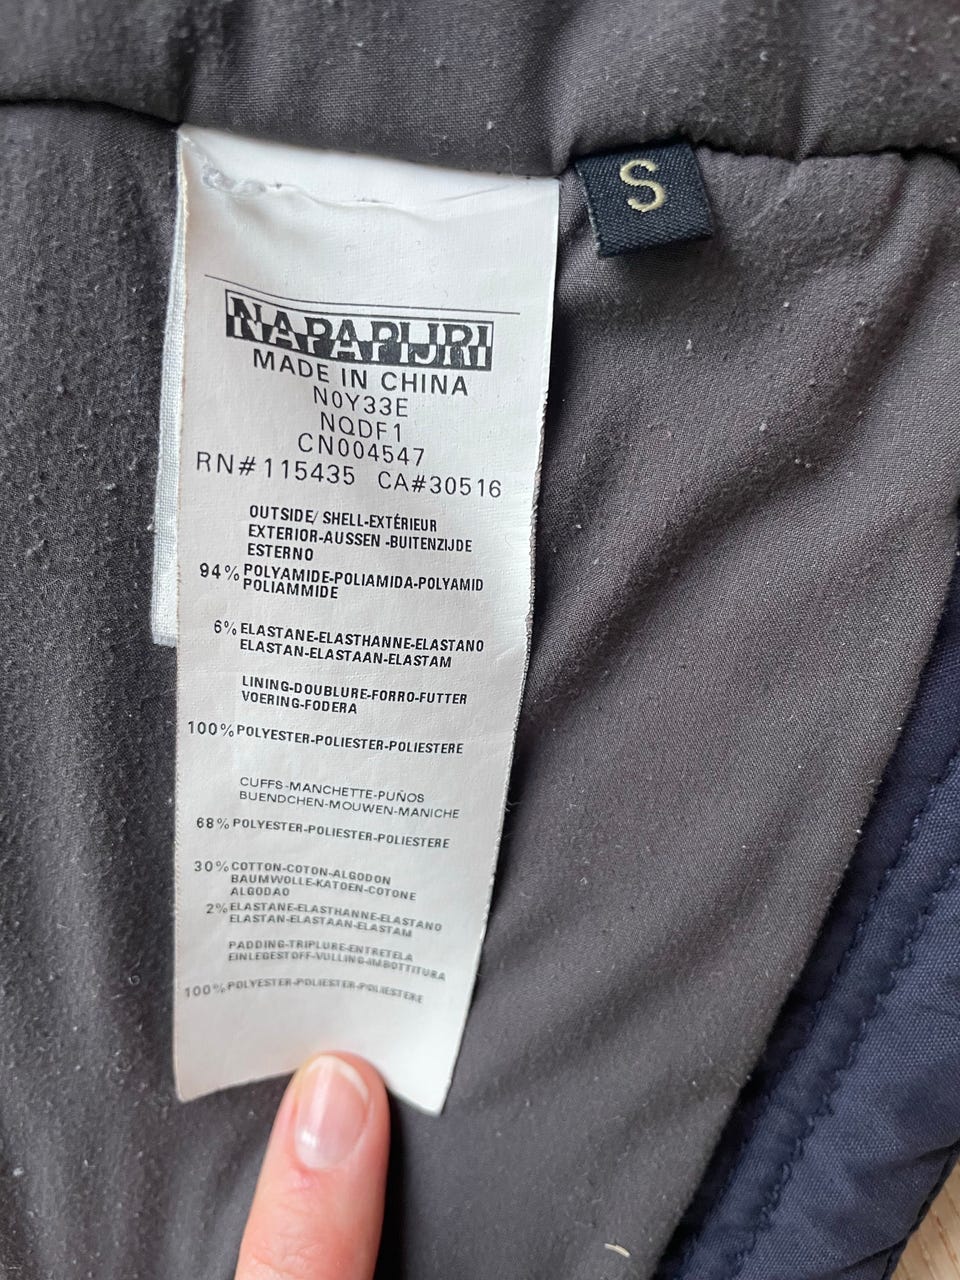 S
NAPAPIJRI
MADE IN CHINA
N0Y33E
NQDF1
CN004547
RN#115435 CA#30516
OUTSIDE/ SHELL-EXTÉRIEUR
EXTERIOR-AUSSEN -BUITENZIJDE
ESTERNO
94% POLYAMIDE-POLIAMIDA-POLYAMID
POLIAMMIDE
6% ELASTANE-ELASTHANNE-ELASTANO
ELASTAN-ELASTAAN-ELASTAM
LINING-DOUBLURE-FORRO-FUTTER
VOERING-FODERA
100% POLYESTER-POLIESTER-POLIESTERE
CUFFS-MANCHETTE-PUÑOS
BUENDCHEN-MOUWEN-MANICHE
68% POLYESTER-POLIESTER-POLIESTERE
30% COTTON-COTON-ALGODON
BAUMWOLLE-KATOEN-COTONE
ALGODAO
2% ELASTANE-ELASTHANNE-ELASTANO
ELASTAN-ELASTAAN-ELASTAM
PADDING-TRIPLURE-ENTRETELA
EINLEGESTOFF-VULLING-IMBOTTITURA
100% POLYESTER-POLIESTER-POLIESTERE